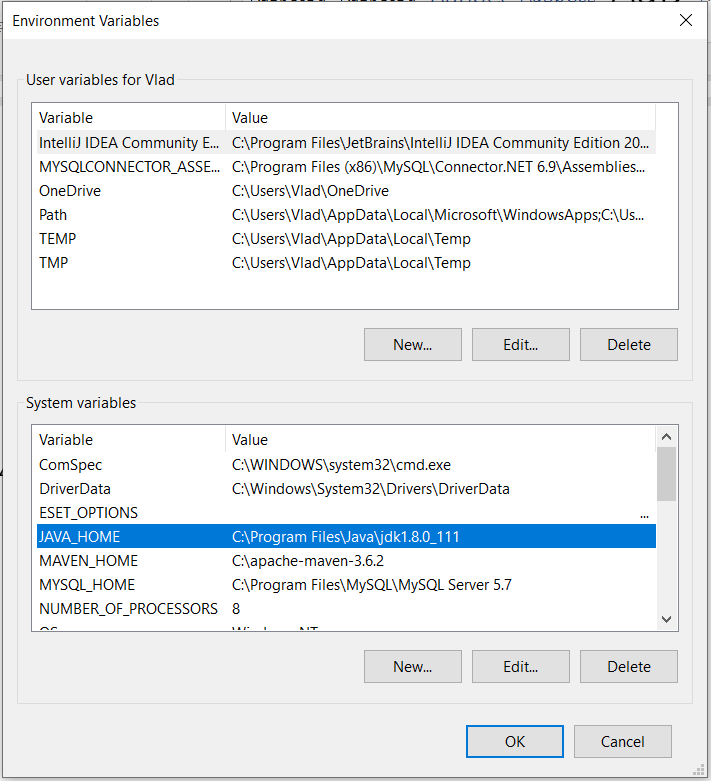 Environment Variables
User variables for Vlad
Variable Value
IntelliJ IDEA Community E... C:\Program Files\JetBrains\IntelliJ IDEA Community Edition 20...
MYSQLCONNECTOR_ASSE... C:\Program Files (x86)\MySQL\Connector.NET 6.9\Assemblies...
OneDrive C:\Users\Vlad\OneDrive
Path C:\Users\Vlad\AppData\Local\Microsoft\WindowsApps;C:\Us...
TEMP C:\Users\Vlad\AppData\Local\Temp
TMP C:\Users\Vlad\AppData\Local\Temp
New... Edit... Delete
System variables
Variable Value
ComSpec C:\WINDOWS\system32\cmd.exe
DriverData C:\Windows\System32\Drivers\DriverData
ESET_OPTIONS ...
JAVA_HOME C:\Program Files\Java\jdk1.8.0_111
MAVEN_HOME C:\apache-maven-3.6.2
MYSQL_HOME C:\Program Files\MySQL\MySQL Server 5.7
NUMBER_OF_PROCESSORS 8
OS Windows_NT
New... Edit... Delete
OK Cancel